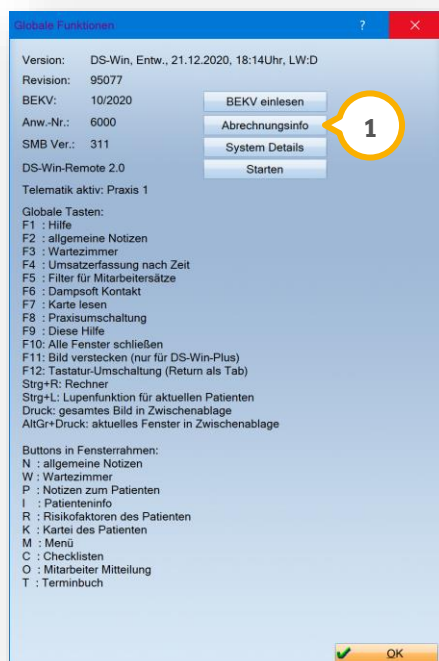 Globale Funktionen ? ×
Version: DS-Win, Entw., 21.12.2020, 18:14Uhr, LW:D
Revision: 95077
BEKV: 10/2020 BEKV einlesen
Anw.-Nr.: 6000 Abrechnungsinfo 1
SMB Ver.: 311 System Details
DS-Win-Remote 2.0 Starten
Telematik aktiv: Praxis 1
Globale Tasten:
F1 : Hilfe
F2 : allgemeine Notizen
F3 : Wartezimmer
F4 : Umsatzerfassung nach Zeit
F5 : Filter für Mitarbeitersätze
F6 : Dampsoft Kontakt
F7 : Karte lesen
F8 : Praxisumschaltung
F9 : Diese Hilfe
F10: Alle Fenster schließen
F11: Bild verstecken (nur für DS-Win-Plus)
F12: Tastatur-Umschaltung (Return als Tab)
Strg+R: Rechner
Strg+L: Lupenfunktion für aktuellen Patienten
Druck: gesamtes Bild in Zwischenablage
AltGr+Druck: aktuelles Fenster in Zwischenablage
Buttons in Fensterrahmen:
N : allgemeine Notizen
W : Wartezimmer
P : Notizen zum Patienten
I : Patienteninfo
R : Risikofaktoren des Patienten
K : Kartei des Patienten
M : Menü
C : Checklisten
O : Mitarbeiter Mitteilung
T : Terminbuch
OK